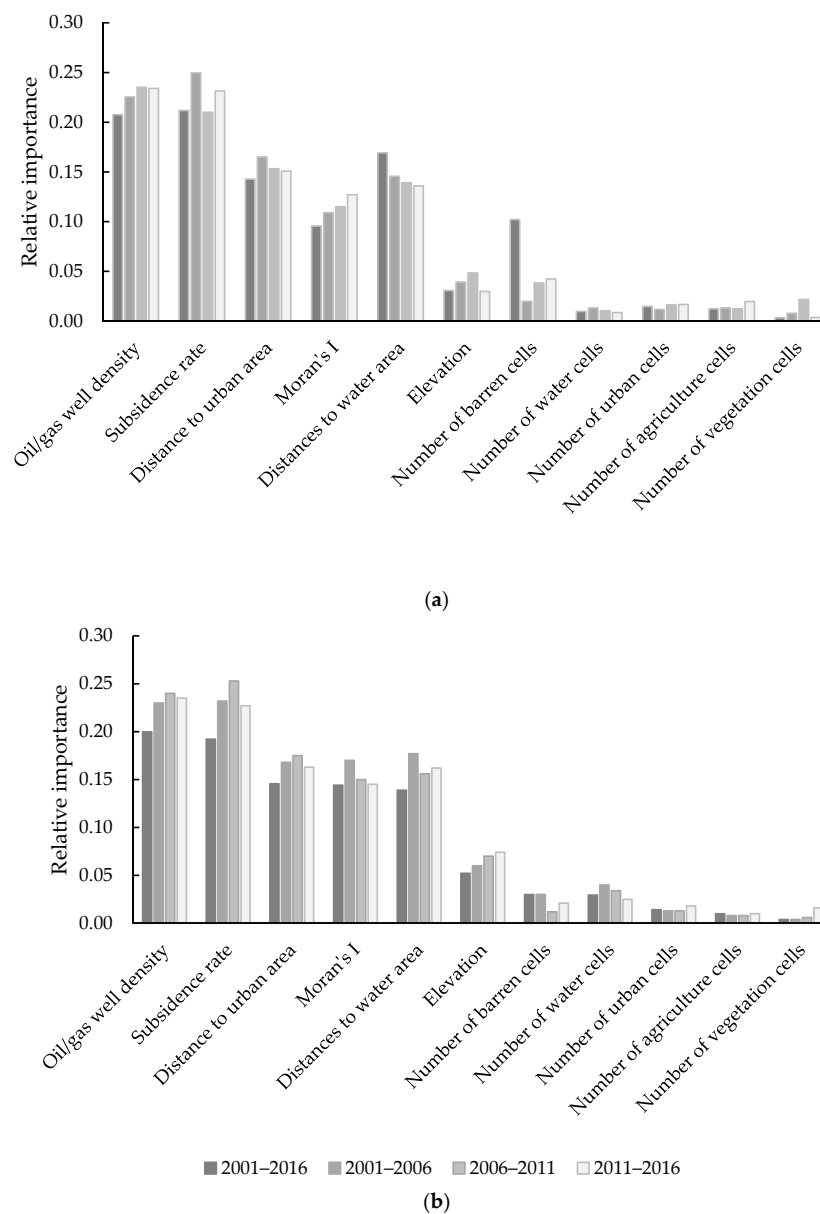 0.30
0.25
0.20
0.15
0.10
0.05
0.00
Relative importance
Oil/gas well density
Subsidence rate
Distance to urban area
Moran's I
Distances to water area
Elevation
Number of barren cells
Number of water cells
Number of urban cells
Number of agriculture cells
Number of vegetation cells
(a)
0.30
0.25
0.20
0.15
0.10
0.05
0.00
Relative importance
Oil/gas well density
Subsidence rate
Distance to urban area
Moran's I
Distances to water area
Elevation
Number of barren cells
Number of water cells
Number of urban cells
Number of agriculture cells
Number of vegetation cells
2001–2016 2001–2006 2006–2011 2011–2016
(b)